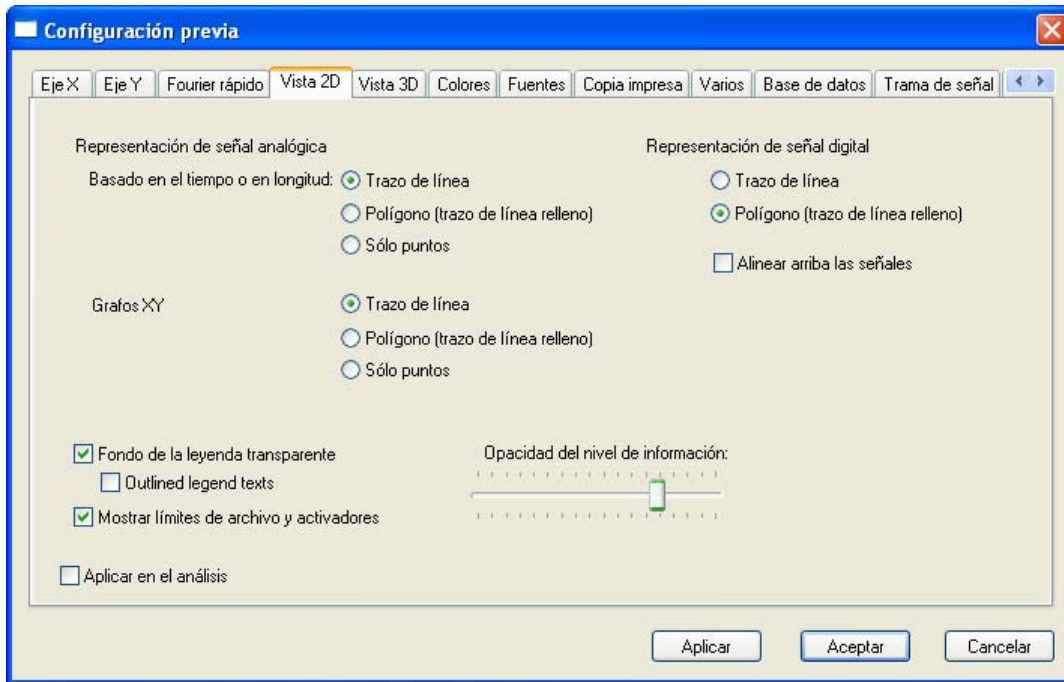 Configuración previa
Eje X Eje Y Fourier rápido Vista 2D Vista 3D Colores Fuentes Copia impresa Varios Base de datos Trama de señal
Representación de señal analógica
Basado en el tiempo o en longitud: Trazo de línea
Polígono (trazo de línea relleno)
Sólo puntos
Grafos XY Trazo de línea
Polígono (trazo de línea relleno)
Sólo puntos
Representación de señal digital
Trazo de línea
Polígono (trazo de línea relleno)
Alinear arriba las señales
Fondo de la leyenda transparente
Outlined legend texts
Mostrar límites de archivo y activadores
Opacidad del nivel de información:
Aplicar en el análisis
Aplicar Aceptar Cancelar